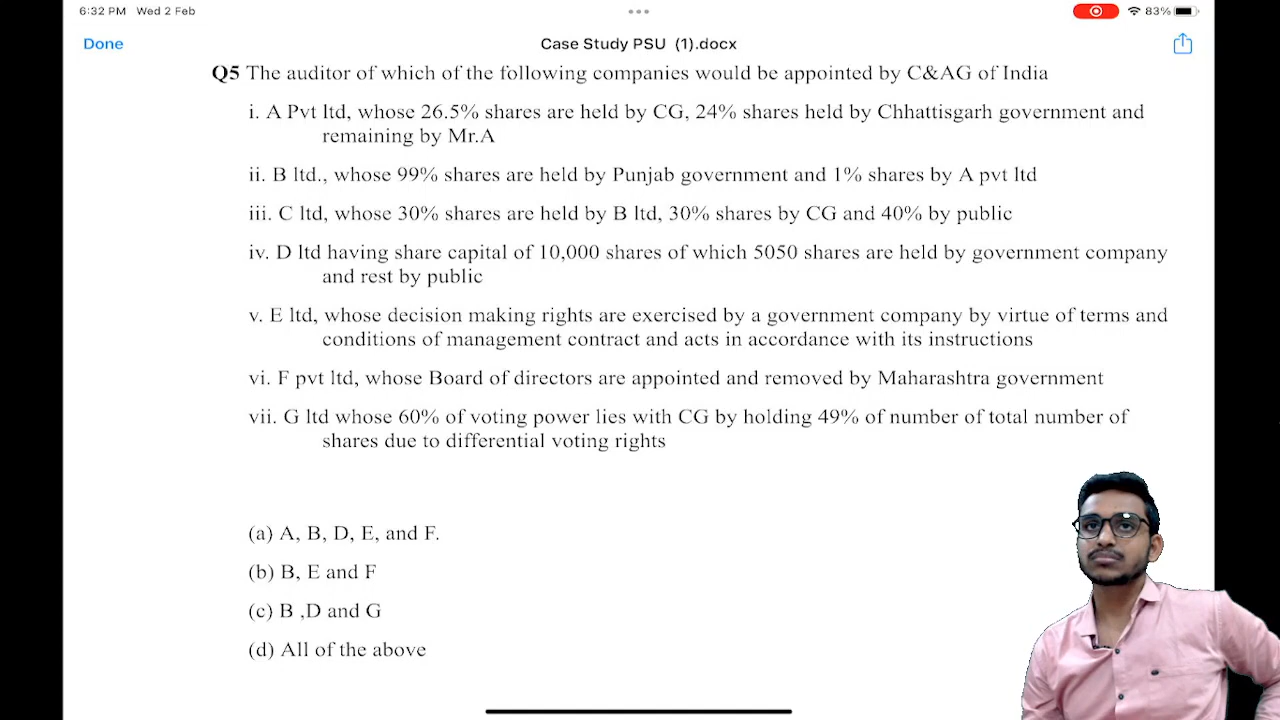 6:32 PM Wed 2 Feb
83%
Done
Case Study PSU (1).docx
Q5 The auditor of which of the following companies would be appointed by C&AG of India
i. A Pvt ltd, whose 26.5% shares are held by CG, 24% shares held by Chhattisgarh government and
remaining by Mr.A
ii. B ltd., whose 99% shares are held by Punjab government and 1% shares by A pvt ltd
iii. C ltd, whose 30% shares are held by B ltd, 30% shares by CG and 40% by public
iv. D ltd having share capital of 10,000 shares of which 5050 shares are held by government company
and rest by public
v. E ltd, whose decision making rights are exercised by a government company by virtue of terms and
conditions of management contract and acts in accordance with its instructions
vi. F pvt ltd, whose Board of directors are appointed and removed by Maharashtra government
vii. G ltd whose 60% of voting power lies with CG by holding 49% of number of total number of
shares due to differential voting rights
(a) A, B, D, E, and F.
(b) B, E and F
(c) B ,D and G
(d) All of the above